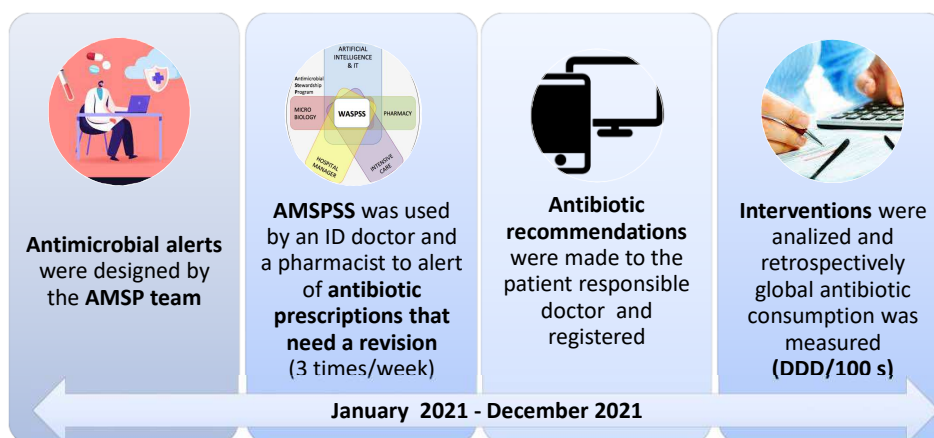 Antimicrobial alerts
were designed by
the AMSP team
ARTIFICIAL
INTELLIGENCE
& IT
Antimicrobial
Stewardship
Program
MICRO
BIOLOGY
WASPSS
PHARMACY
HOSPITAL
MANAGER
INTENSIVE
CARE
AMSPSS was used
by an ID doctor and
a pharmacist to alert
of antibiotic
prescriptions that
need a revision
(3 times/week)
Antibiotic
recommendations
were made to the
patient responsible
doctor and
registered
Interventions were
analized and
retrospectively
global antibiotic
consumption was
measured
(DDD/100 s)
January 2021 - December 2021